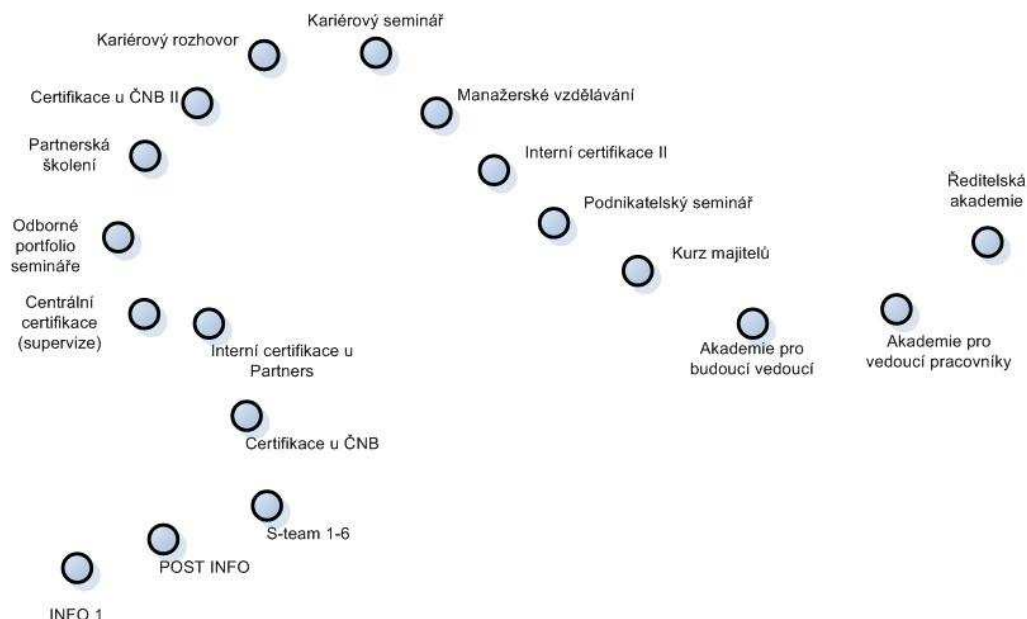 Kariérový seminář
Kariérový rozhovor
Certifikace u ČNB II
Manažerské vzdělávání
Partnerská
školení
Interní certifikace II
Ředitelská
akademie
Podnikatelský seminář
Odborné
portfolio
semináře
Kurz majitelů
Centrální
certifikace
(supervize)
Interní certifikace u
Partners
Akademie pro
budoucí vedoucí
Akademie pro
vedoucí pracovníky
Certifikace u ČNB
S-team 1-6
POST INFO
INFO 1